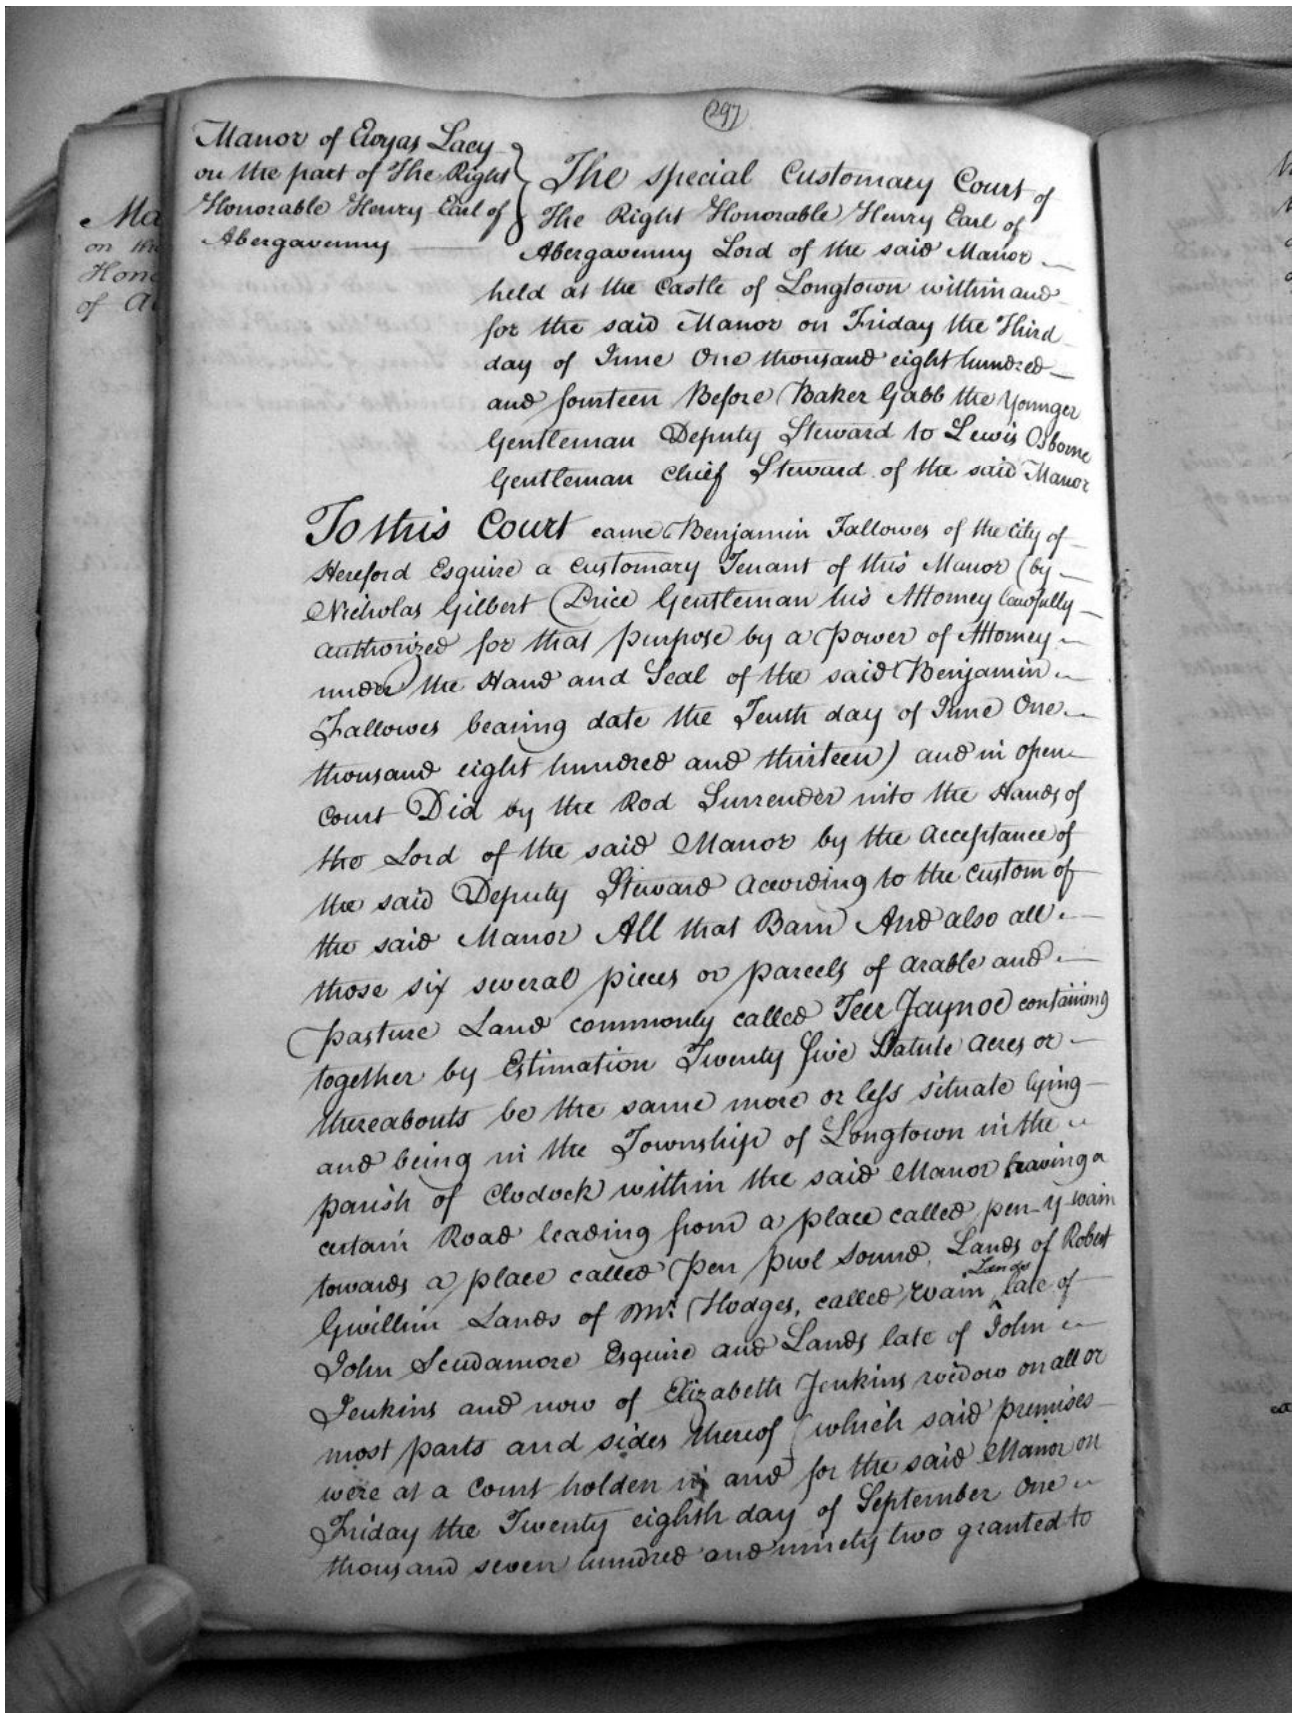 297
Manor of Ewyas Lacy
on the part of The Right
Honorable Henry Earl of
Abergavenny
The special Customary Court of
The Right Honorable Henry Earl of
Abergavenny Lord of the said Manor
held at the Castle of Longtown within and
for the said Manor on Friday the Third
day of June One thousand eight hundred
and fourteen Before Baker Gabb the Younger
Gentleman Deputy Steward to Lewis Osborne
Gentleman Chief Steward of the said Manor
To this Court came Benjamin Fallowes of the City of
Hereford Esquire a Customary Tenant of this Manor (by
Nicholas Gilbert Price Gentleman his Attorney lawfully
authorized for that purpose by a power of Attorney
under the Hand and Seal of the said Benjamin
Fallowes bearing date the Tenth day of June One
thousand eight hundred and thirteen) and in open
Court Did by the Rod Surrender into the Hands of
the Lord of the said Manor by the Acceptance of
the said Deputy Steward According to the Custom of
the said Manor All that Barn And also all
those six several pieces or parcels of arable and
pasture Land commonly called Teer Jaynoe containing
together by Estimation Twenty five Statute Acres or
thereabouts be the same more or less situate lying
and being in the Township of Longtown in the
parish of Clodock within the said Manor having a
certain Road leading from a place called pen-y-wain
towards a place called Pen pwl Sound, Lands of Robert
Gwillim Lands of Mr. Hodges, called Wain Lands late of
John Scudamore Esquire and Lands late of John
Jenkins and now of Elizabeth Jenkins widow on all or
most parts and sides thereof (which said premises
were at a Court holden in and for the said Manor on
Friday the Twenty eighth day of September One
thousand seven hundred and ninety two granted to
Ma
on the
Hono
of A